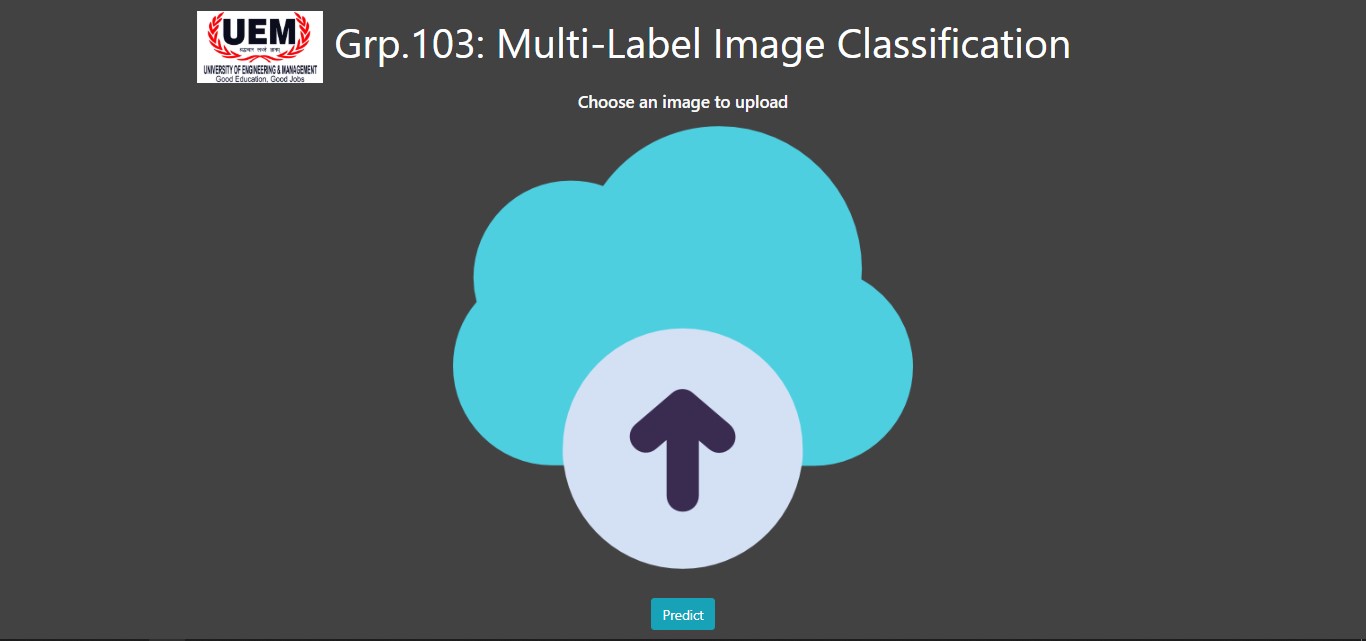 UEM
UNIVERSITY OF ENGINEERING & MANAGEMENT
Good Education, Good Jobs
Grp.103: Multi-Label Image Classification
Choose an image to upload
Predict